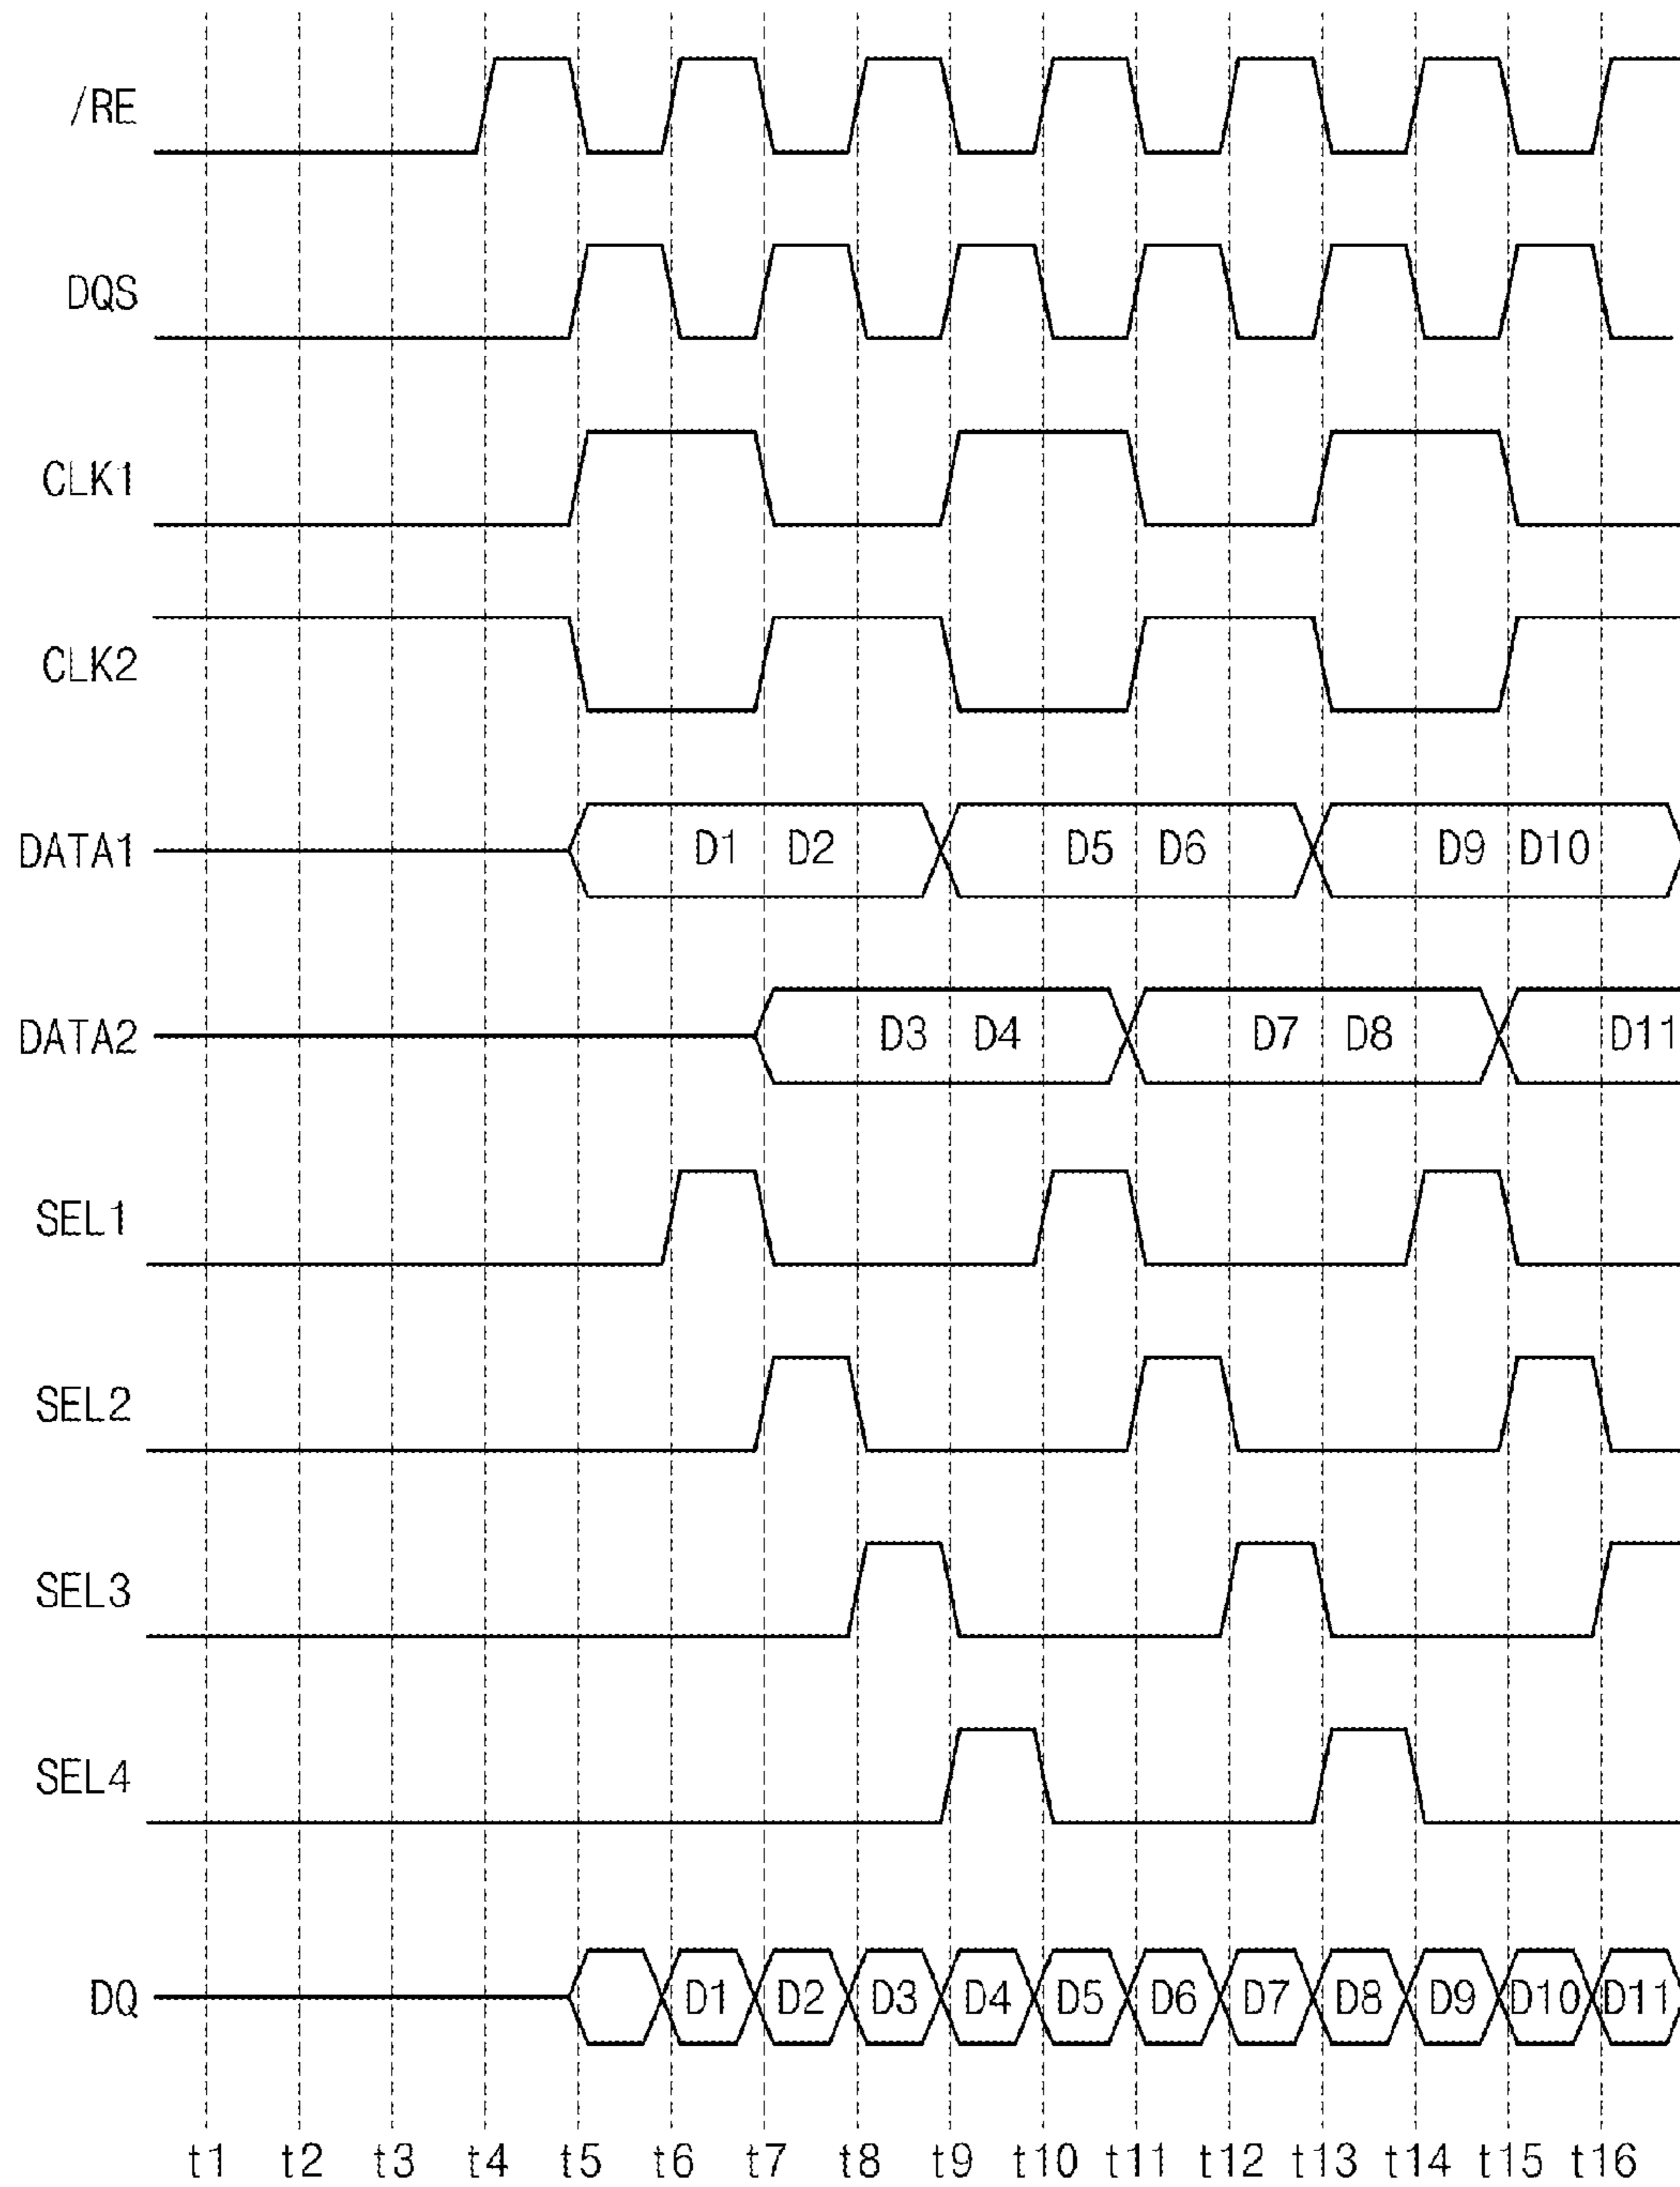 /RE
DQS
CLK1
CLK2
DATA1 D1 D2 D5 D6 D9 D10
DATA2 D3 D4 D7 D8 D11
SEL1
SEL2
SEL3
SEL4
DQ D1 D2 D3 D4 D5 D6 D7 D8 D9 D10 D11
t1 t2 t3 t4 t5 t6 t7 t8 t9 t10 t11 t12 t13 t14 t15 t16